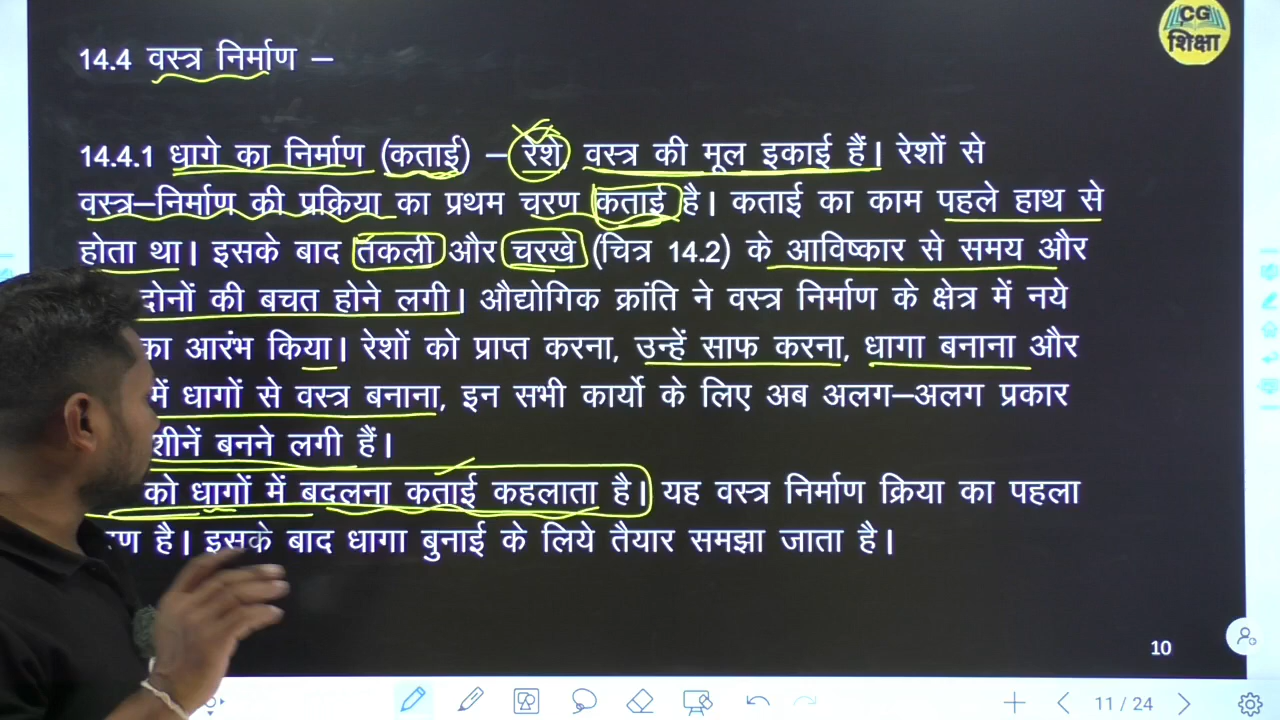 CG
शिक्षा
14.4 वस्त्र निर्माण –
14.4.1 धागे का निर्माण (कताई) – रेशे वस्त्र की मूल इकाई हैं। रेशों से
वस्त्र–निर्माण की प्रक्रिया का प्रथम चरण कताई है। कताई का काम पहले हाथ से
होता था। इसके बाद तकली और चरखे (चित्र 14.2) के आविष्कार से समय और
दोनों की बचत होने लगी। औद्योगिक क्रांति ने वस्त्र निर्माण के क्षेत्र में नये
का आरंभ किया। रेशों को प्राप्त करना, उन्हें साफ करना, धागा बनाना और
में धागों से वस्त्र बनाना, इन सभी कार्यो के लिए अब अलग–अलग प्रकार
बनने लगी हैं।
को धागों में बदलना कताई कहलाता है। यह वस्त्र निर्माण क्रिया का पहला
है। इसके बाद धागा बुनाई के लिये तैयार समझा जाता है।
10
11 / 24